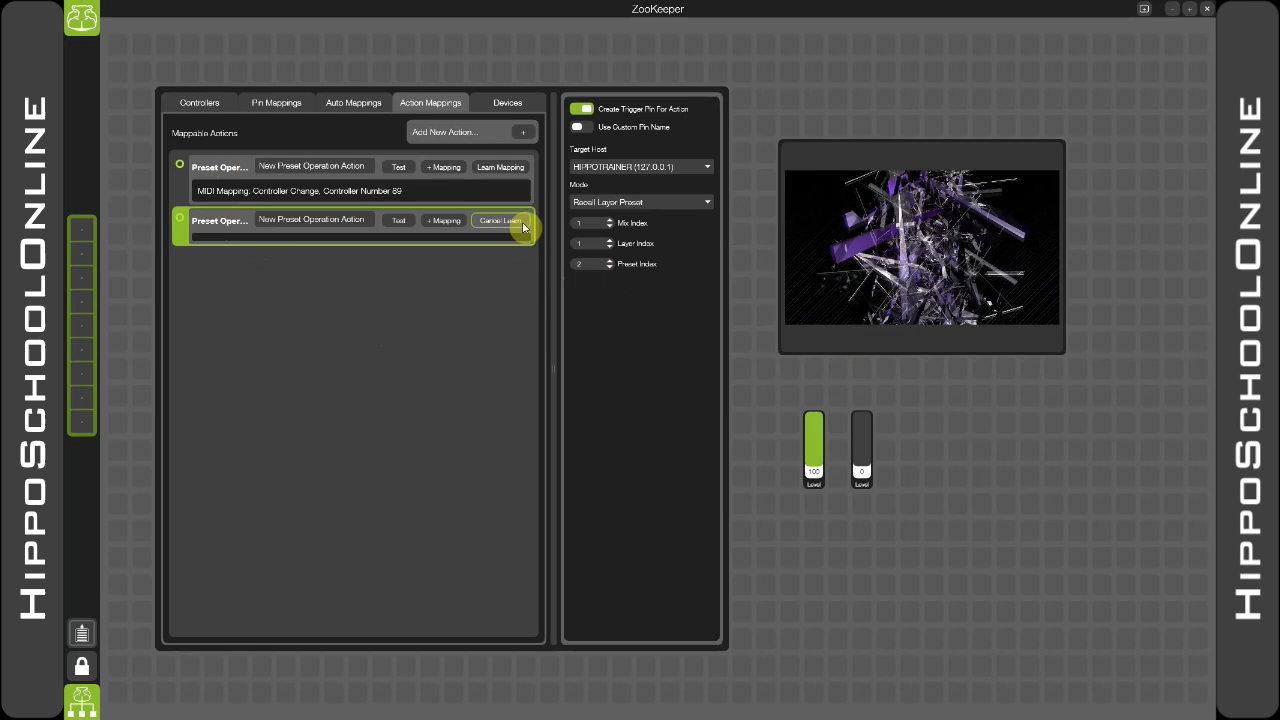 ZooKeeper
HIPPOSCHOOLONLINE
HIPPOSCHOOLONLINE
Controllers
Pin Mappings
Auto Mappings
Action Mappings
Devices
Mappable Actions
Add New Action...
+
Preset Oper...
New Preset Operation Action
Test
+ Mapping
Learn Mapping
MIDI Mapping: Controller Change, Controller Number 89
Preset Oper...
New Preset Operation Action
Test
+ Mapping
Cancel Learn
Create Trigger Pin For Action
Use Custom Pin Name
Target Host
HIPPOTRAINER (127.0.0.1)
Mode
Recall Layer Preset
1 Mix Index
1 Layer Index
2 Preset Index
100
Level
0
Level